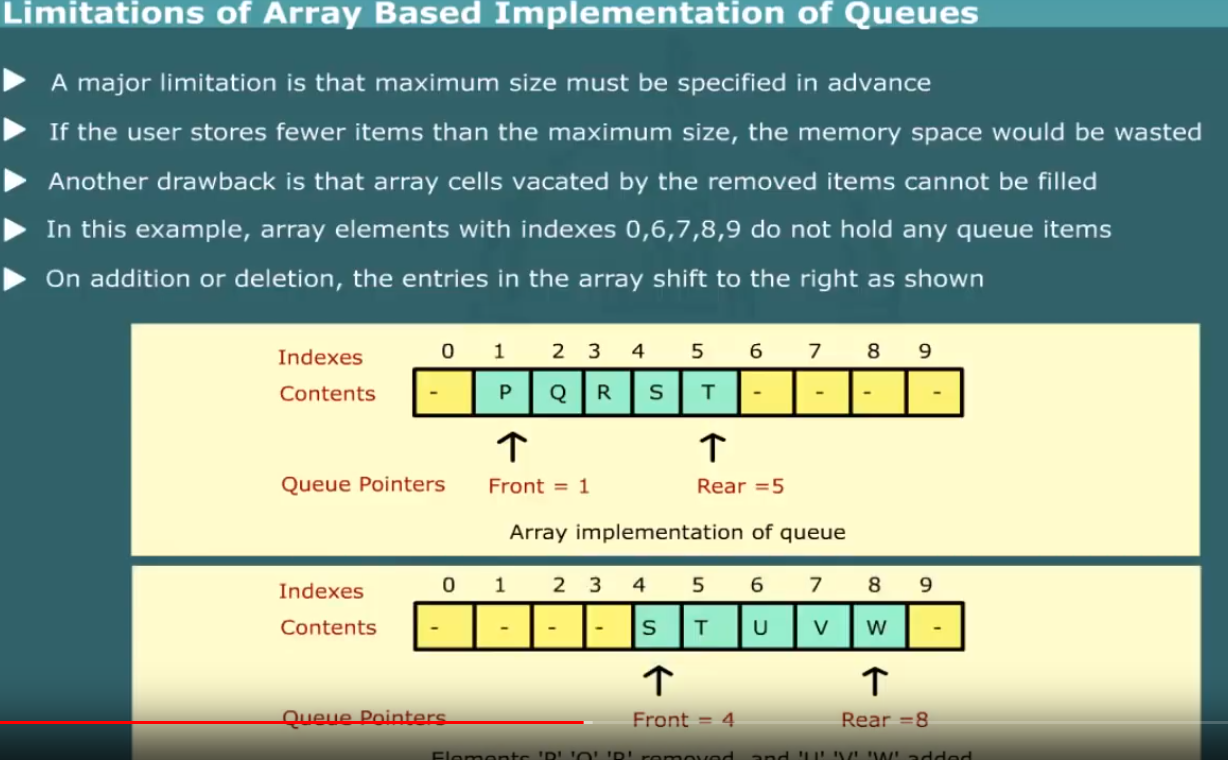 Limitations of Array Based Implementation of Queues
A major limitation is that maximum size must be specified in advance
If the user stores fewer items than the maximum size, the memory space would be wasted
Another drawback is that array cells vacated by the removed items cannot be filled
In this example, array elements with indexes 0,6,7,8,9 do not hold any queue items
On addition or deletion, the entries in the array shift to the right as shown
Indexes 0 1 2 3 4 5 6 7 8 9
Contents - P Q R S T - - - -
Queue Pointers Front = 1 Rear =5
Array implementation of queue
Indexes 0 1 2 3 4 5 6 7 8 9
Contents - - - - S T U V W -
Queue Pointers Front = 4 Rear =8
Elements 'P' 'Q' 'R' removed, and 'U' 'V' 'W' added